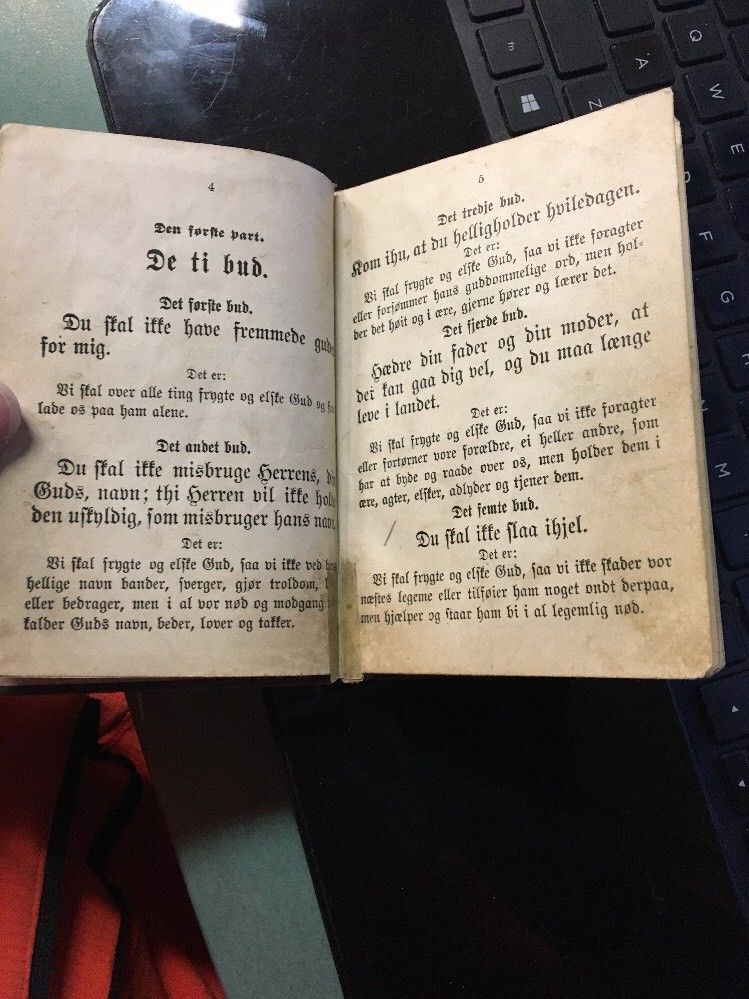 4
Den første part.
De ti bud.
Det første bud.
Du skal ikke have fremmede
for mig.
Det er:
Vi skal over alle ting frygte og elske Gud og
lade os paa ham alene.
Det andet bud.
Du skal ikke misbruge Herrens,
Guds, navn; thi Herren vil ikke
den uskyldig, som misbruger hans
Det er:
Vi skal frygte og elske Gud, saa vi ikke ved
hellige navn bander, sverger, gjør troldom,
eller bedrager, men i al vor nød og modgang
kalder Guds navn, beder, lover og takker.
5
Det tredje bud.
Kom ihu, at du helligholder hviledagen.
Det er:
Vi skal frygte og elske Gud, saa vi ikke foragter
eller forsømmer hans guddommelige ord, men hol-
der det høit og i ære, gjerne hører og lærer det.
Det fjerde bud.
Hædre din fader og din moder, at
det kan gaa dig vel, og du maa længe
leve i landet.
Det er:
Vi skal frygte og elske Gud, saa vi ikke foragter
eller fortørner vore forældre, ei heller andre, som
har at byde og raade over os, men holder dem i
ære, agter, elsker, adlyder og tjener dem.
Det femte bud.
Du skal ikke slaa ihjel.
Det er:
Vi skal frygte og elske Gud, saa vi ikke skader vor
næstes legeme eller tilføier ham noget ondt derpaa,
men hjælper og staar ham bi i al legemlig nød.
fn
Q
W
E
A
Z
F
G
M